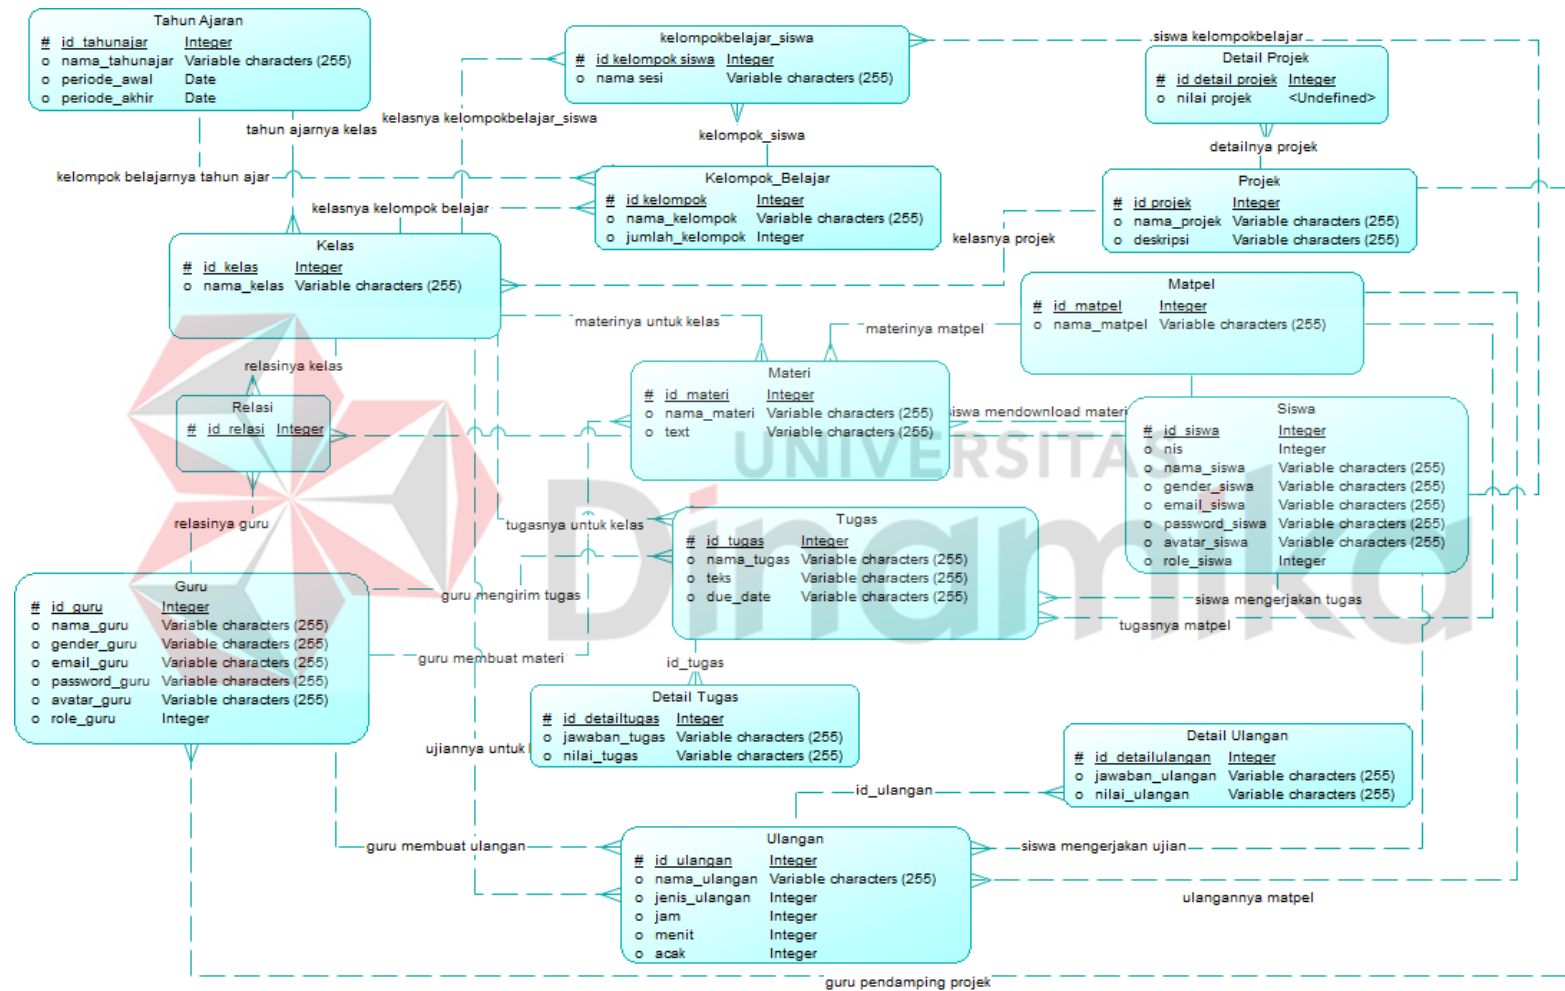 Tahun Ajaran
# id_tahunajar Integer
o nama_tahunajar Variable characters (255)
o periode_awal Date
o periode_akhir Date
kelompokbelajar_siswa
# id kelompok siswa Integer
o nama sesi Variable characters (255)
siswa kelompokbelajar
Detail Projek
# id detail projek Integer
o nilai projek <Undefined>
tahun ajarnya kelas
kelasnya kelompokbelajar_siswa
kelompok_siswa
detailnya projek
kelompok belajarnya tahun ajar
Kelompok_Belajar
# id kelompok Integer
o nama_kelompok Variable characters (255)
o jumlah_kelompok Integer
Projek
# id projek Integer
o nama_projek Variable characters (255)
o deskripsi Variable characters (255)
kelasnya kelompok belajar
kelasnya projek
Kelas
# id_kelas Integer
o nama_kelas Variable characters (255)
Matpel
# id_matpel Integer
o nama_matpel Variable characters (255)
materinya untuk kelas
materinya matpel
relasinya kelas
Materi
# id_materi Integer
o nama_materi Variable characters (255)
o text Variable characters (255)
siswa mendownload materi
Relasi
# id_relasi Integer
Siswa
# id_siswa Integer
o nis Integer
o nama_siswa Variable characters (255)
o gender_siswa Variable characters (255)
o email_siswa Variable characters (255)
o password_siswa Variable characters (255)
o avatar_siswa Variable characters (255)
o role_siswa Integer
UNIVERSITAS
Dinamika
relasinya guru
tugasnya untuk kelas
Tugas
# id_tugas Integer
o nama_tugas Variable characters (255)
o teks Variable characters (255)
o due_date Variable characters (255)
Guru
# id_guru Integer
o nama_guru Variable characters (255)
o gender_guru Variable characters (255)
o email_guru Variable characters (255)
o password_guru Variable characters (255)
o avatar_guru Variable characters (255)
o role_guru Integer
guru mengirim tugas
siswa mengerjakan tugas
tugasnya matpel
guru membuat materi
id_tugas
Detail Tugas
# id_detailtugas Integer
o jawaban_tugas Variable characters (255)
o nilai_tugas Variable characters (255)
ujiannya untuk
Detail Ulangan
# id_detailulangan Integer
o jawaban_ulangan Variable characters (255)
o nilai_ulangan Variable characters (255)
id_ulangan
guru membuat ulangan
Ulangan
# id_ulangan Integer
o nama_ulangan Variable characters (255)
o jenis_ulangan Integer
o jam Integer
o menit Integer
o acak Integer
siswa mengerjakan ujian
ulangannya matpel
guru pendamping projek